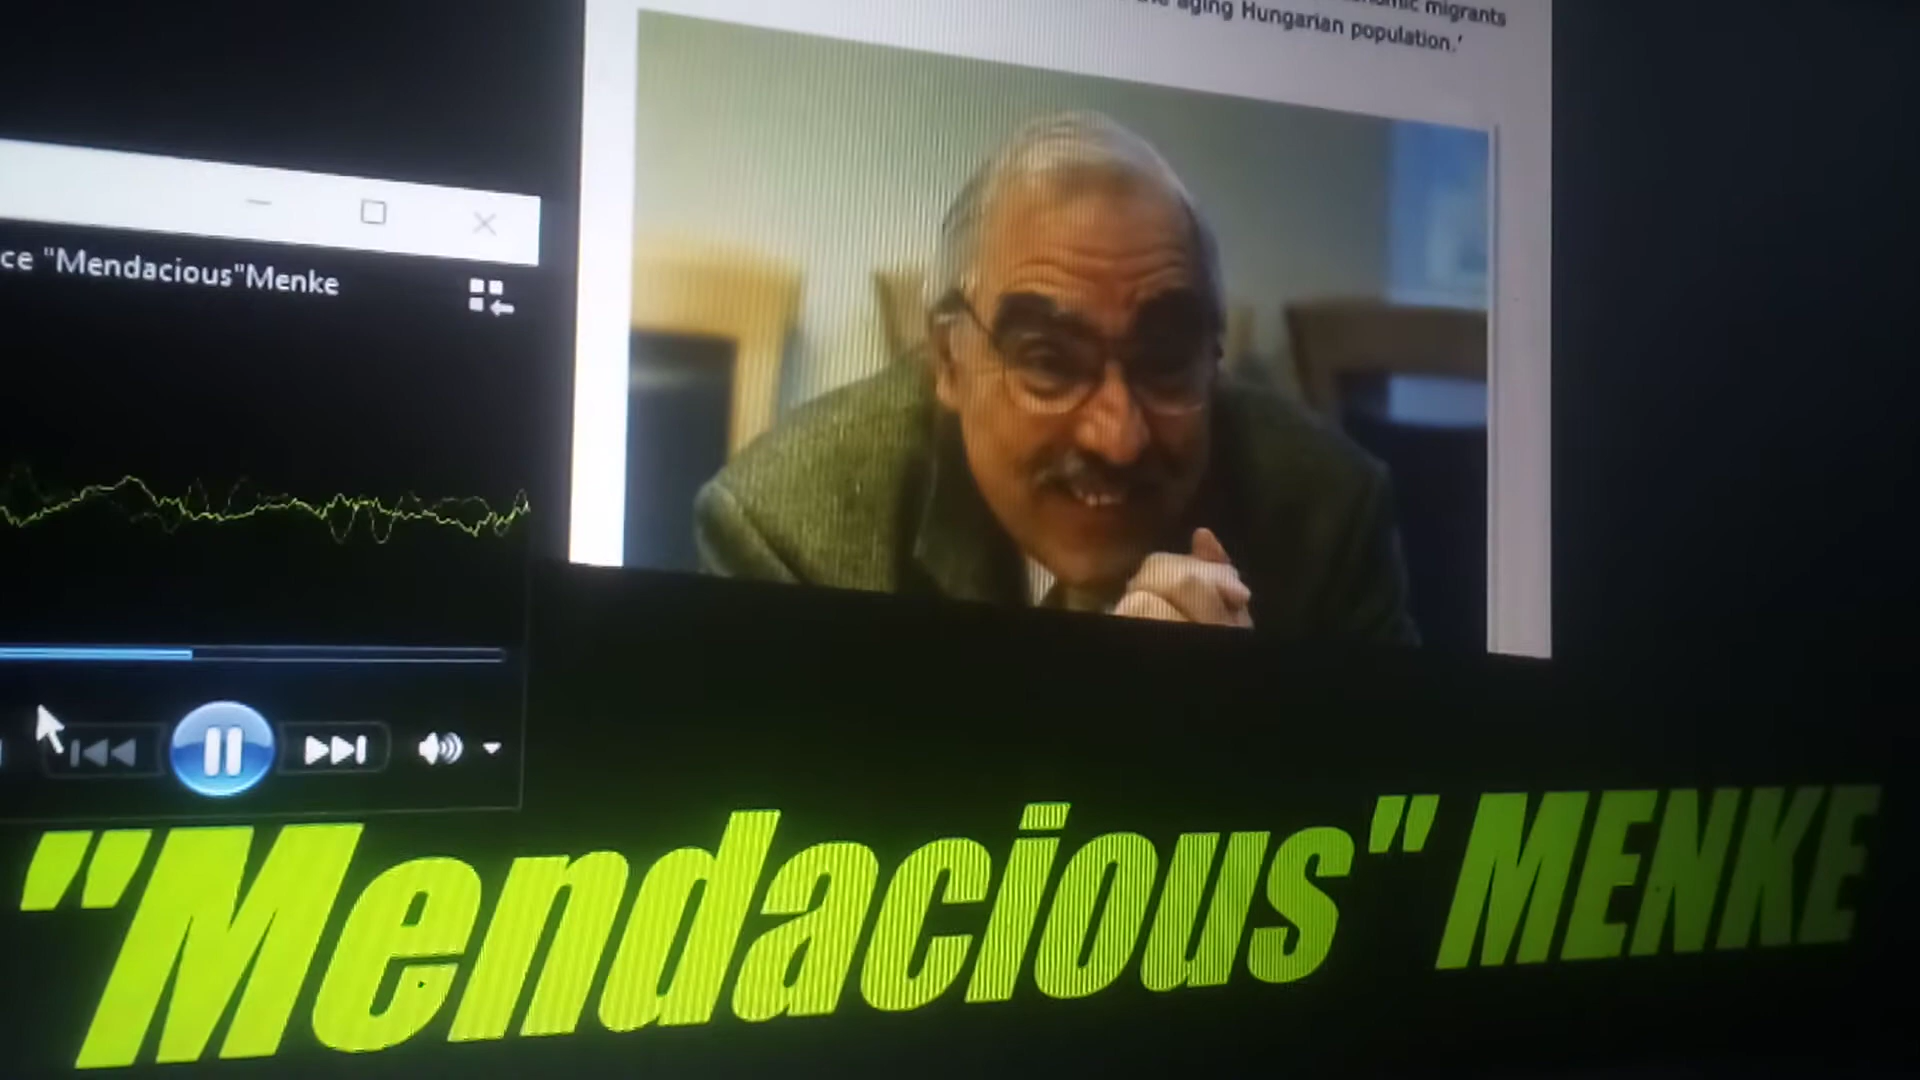 migrants
aging Hungarian population.'
ce "Mendacious"Menke
"Mendacious" MENKE